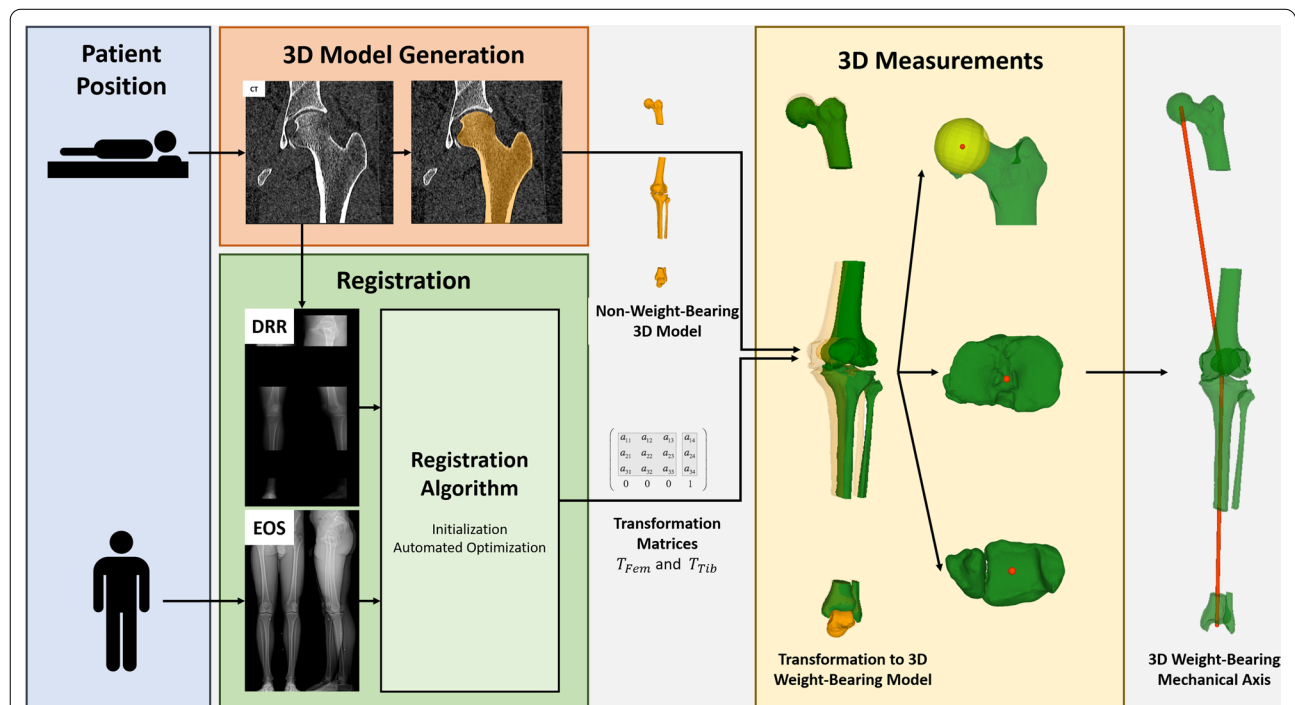 Patient
Position
3D Model Generation
CT
Registration
DRR
EOS
Registration
Algorithm
Initialization
Automated Optimization
Non-Weight-Bearing
3D Model
a11 a12 a13 a14
a21 a22 a23 a24
a31 a32 a33 a34
0 0 0 1
Transformation
Matrices
T_Fem and T_Tib
3D Measurements
Transformation to 3D
Weight-Bearing Model
3D Weight-Bearing
Mechanical Axis